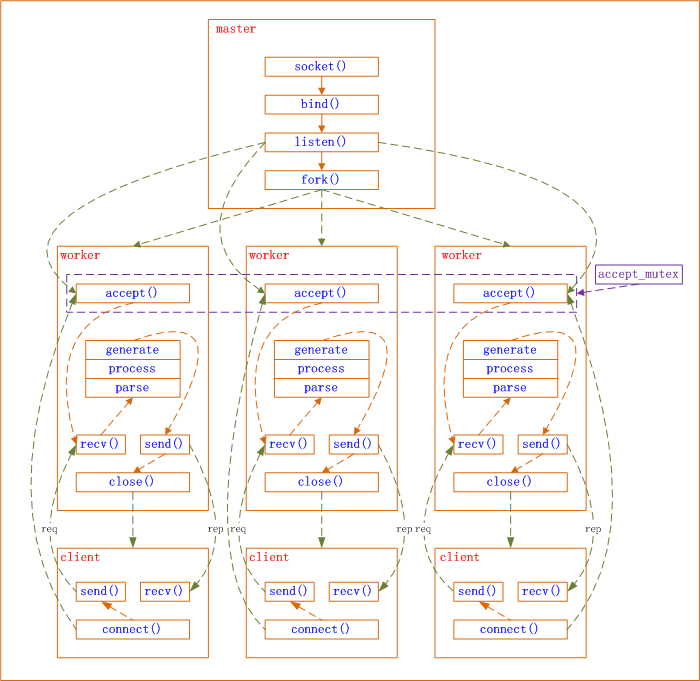 master
socket()
bind()
listen()
fork()
worker
worker
worker
accept_mutex
accept()
accept()
accept()
generate
process
parse
generate
process
parse
generate
process
parse
recv()
send()
recv()
send()
recv()
send()
close()
close()
close()
req
rep
req
rep
req
rep
client
client
client
send()
recv()
send()
recv()
send()
recv()
connect()
connect()
connect()